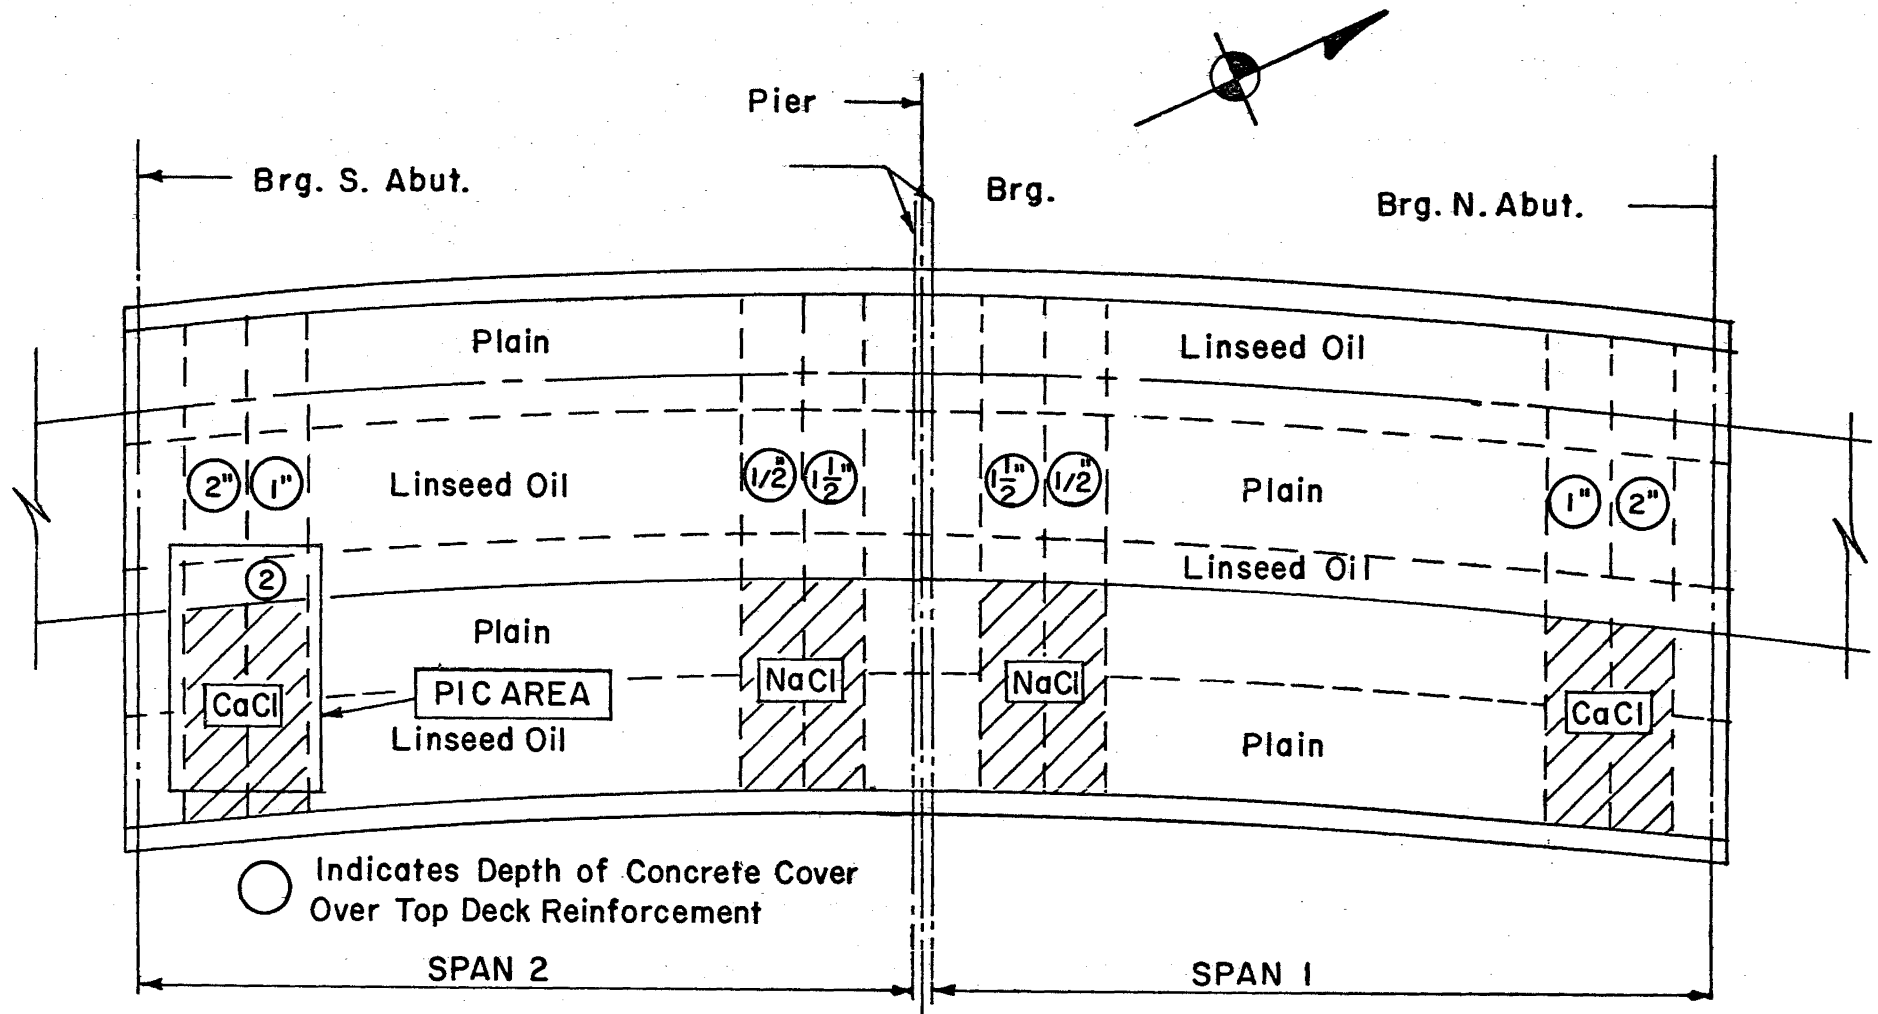 Pier
Brg. S. Abut.
Brg.
Brg. N. Abut.
Plain
Linseed Oil
2" 1"
Linseed Oil
1/2" 1 1/2"
1 1/2" 1/2"
Plain
1" 2"
2
Linseed Oil
Plain
CaCl
PIC AREA
NaCl
NaCl
CaCl
Linseed Oil
Plain
Indicates Depth of Concrete Cover
Over Top Deck Reinforcement
SPAN 2
SPAN 1